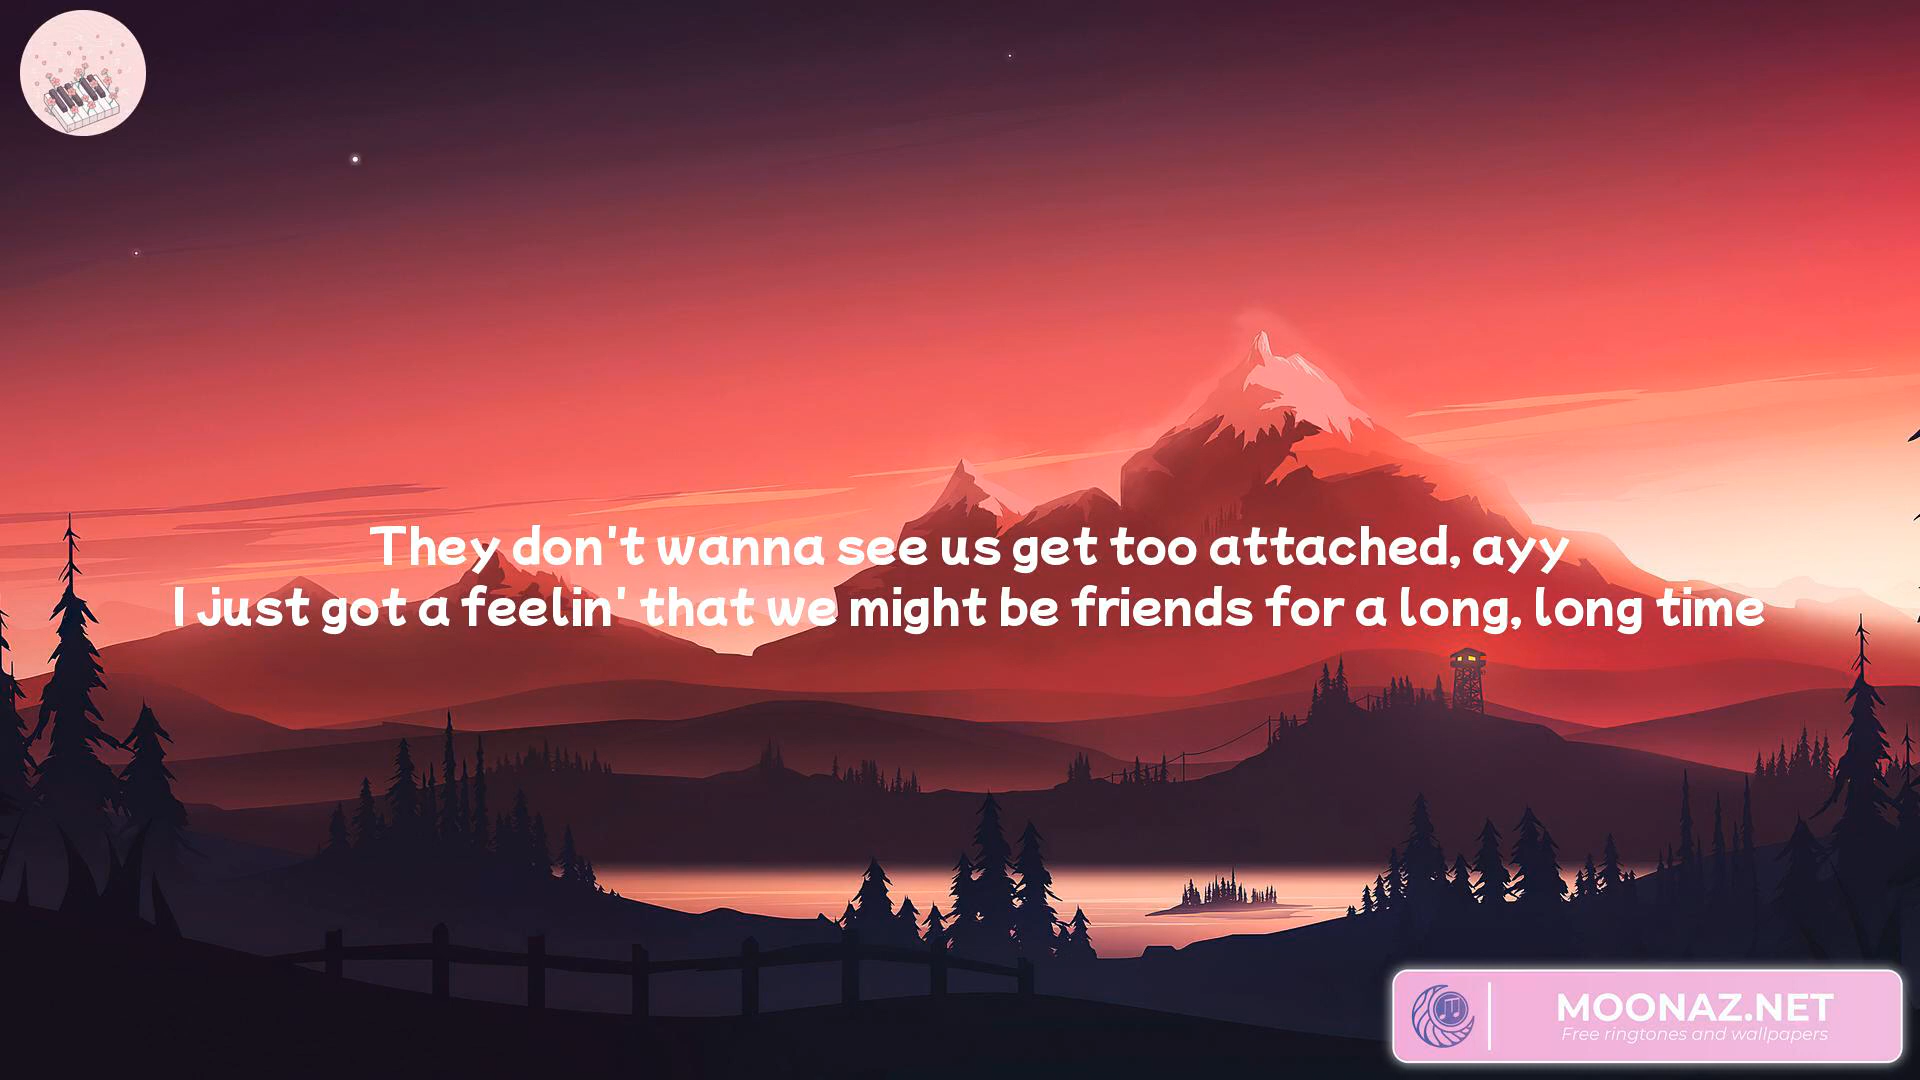 They don't wanna see us get too attached, ayy
I just got a feelin' that we might be friends for a long, long time
MOONAZ.NET
Free ringtones and wallpapers